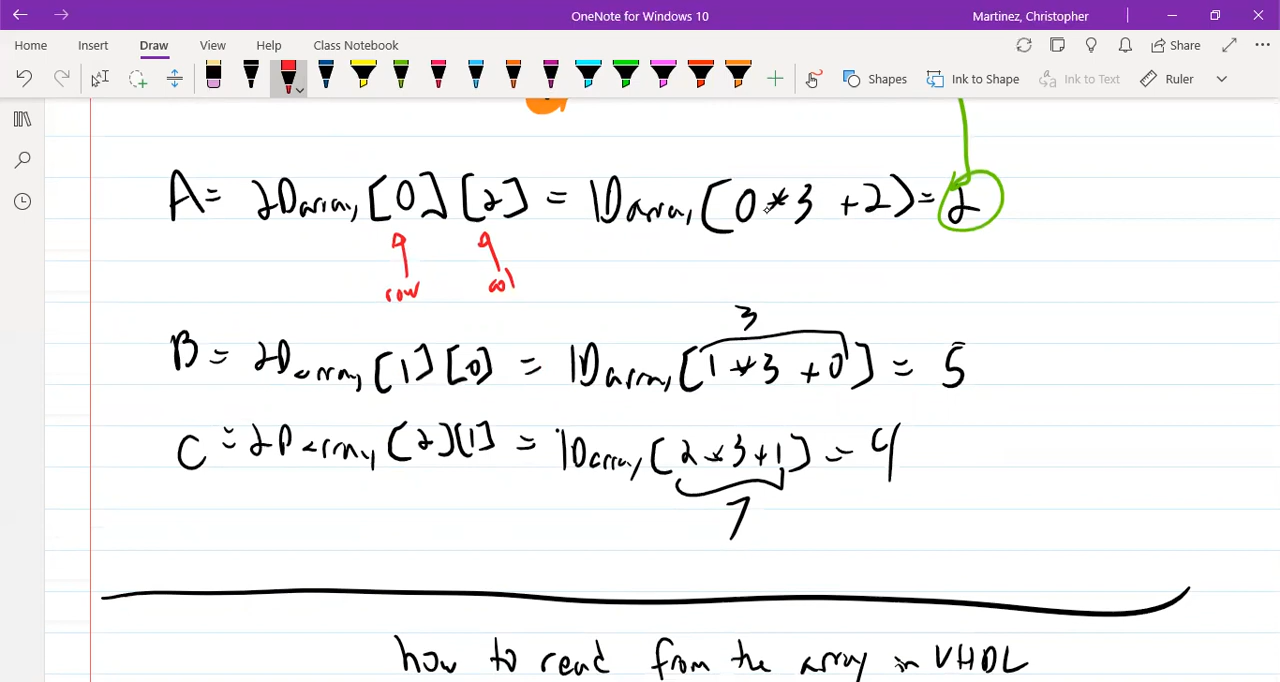 OneNote for Windows 10
Martinez, Christopher
Home Insert Draw View Help Class Notebook Share
Shapes Ink to Shape Ink to Text Ruler
A = 2Darray [0] [2] = 1Darray [0*3 +2] = 2
row col
3
B = 2Darray [1] [0] = 1Darray [1*3 +0] = 5
C = 2Darray [2][1] = 1Darray [2*3+1] = 9
7
how to read from the array in VHDL